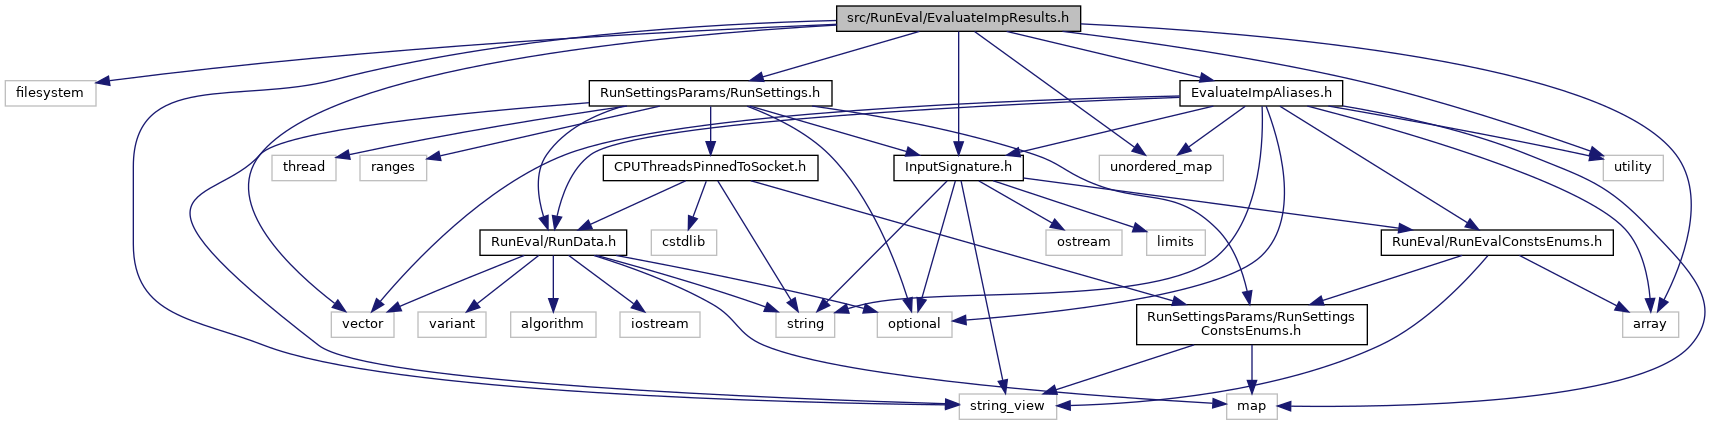 src/RunEval/EvaluateImpResults.h
filesystem
RunSettingsParams/RunSettings.h
EvaluateImpAliases.h
thread
ranges
CPUThreadsPinnedToSocket.h
InputSignature.h
unordered_map
utility
RunEval/RunData.h
cstdlib
ostream
limits
RunEval/RunEvalConstsEnums.h
vector
variant
algorithm
iostream
string
optional
RunSettingsParams/RunSettings
ConstsEnums.h
array
string_view
map